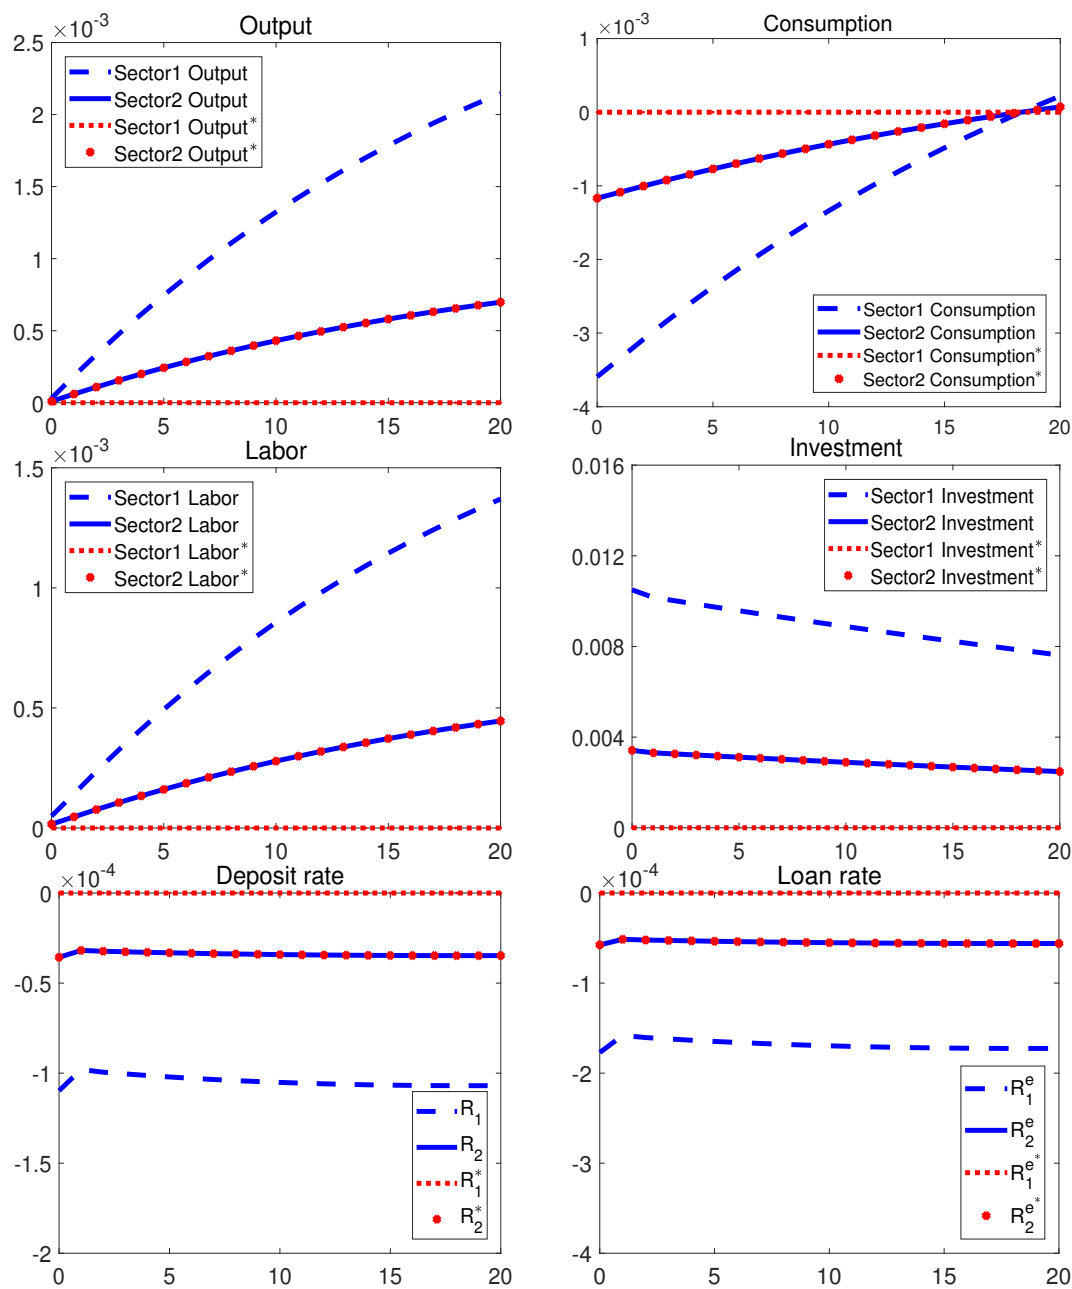 Output
×10⁻³
2.5
2
1.5
1
0.5
0
0 5 10 15 20
Sector1 Output
Sector2 Output
Sector1 Output*
Sector2 Output*
Consumption
×10⁻³
1
0
-1
-2
-3
-4
0 5 10 15 20
Sector1 Consumption
Sector2 Consumption
Sector1 Consumption*
Sector2 Consumption*
Labor
×10⁻³
1.5
1
0.5
0
0 5 10 15 20
Sector1 Labor
Sector2 Labor
Sector1 Labor*
Sector2 Labor*
Investment
0.016
0.012
0.008
0.004
0
0 5 10 15 20
Sector1 Investment
Sector2 Investment
Sector1 Investment*
Sector2 Investment*
Deposit rate
×10⁻⁴
0
-0.5
-1
-1.5
-2
0 5 10 15 20
R₁
R₂
R₁*
R₂*
Loan rate
×10⁻⁴
0
-1
-2
-3
-4
0 5 10 15 20
R₁ᵉ
R₂ᵉ
R₁ᵉ*
R₂ᵉ*